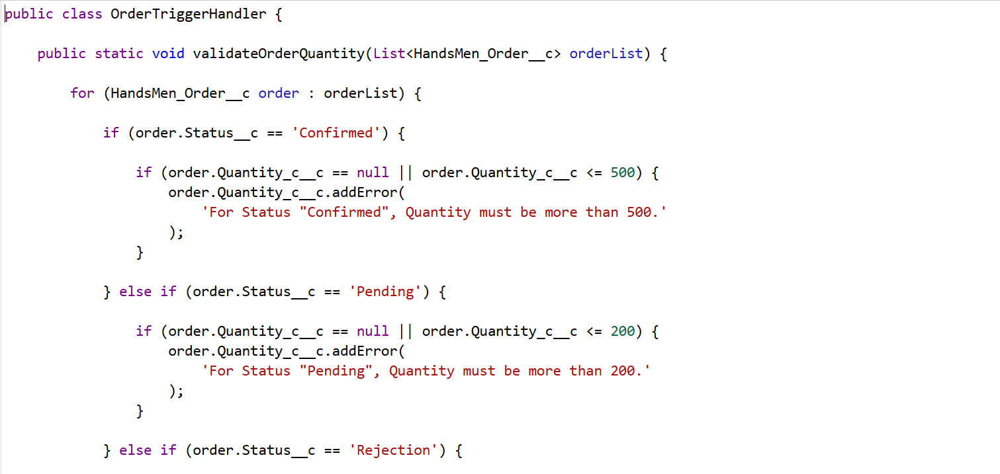 public class OrderTriggerHandler {
public static void validateOrderQuantity(List<HandsMen_Order__c> orderList) {
for (HandsMen_Order__c order : orderList) {
if (order.Status__c == 'Confirmed') {
if (order.Quantity_c__c == null || order.Quantity_c__c <= 500) {
order.Quantity_c__c.addError(
'For Status "Confirmed", Quantity must be more than 500.'
);
}
} else if (order.Status__c == 'Pending') {
if (order.Quantity_c__c == null || order.Quantity_c__c <= 200) {
order.Quantity_c__c.addError(
'For Status "Pending", Quantity must be more than 200.'
);
}
} else if (order.Status__c == 'Rejection') {